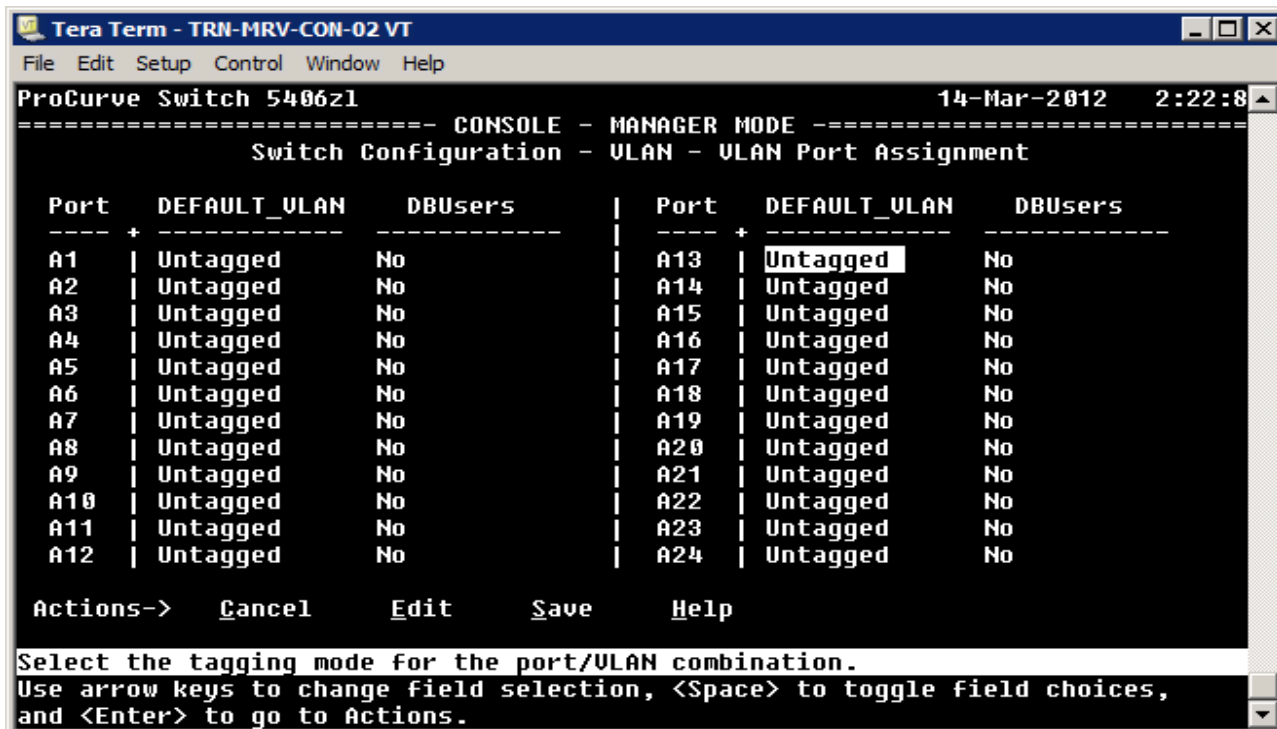 Tera Term - TRN-MRV-CON-02 VT
File Edit Setup Control Window Help
ProCurve Switch 5406zl 14-Mar-2012 2:22:8
==========================- CONSOLE - MANAGER MODE -===========================
Switch Configuration - VLAN - VLAN Port Assignment
Port DEFAULT_VLAN DBUsers | Port DEFAULT_VLAN DBUsers
---- + ------------ ------------ | ---- + ------------ ------------
A1 | Untagged No | A13 | Untagged No
A2 | Untagged No | A14 | Untagged No
A3 | Untagged No | A15 | Untagged No
A4 | Untagged No | A16 | Untagged No
A5 | Untagged No | A17 | Untagged No
A6 | Untagged No | A18 | Untagged No
A7 | Untagged No | A19 | Untagged No
A8 | Untagged No | A20 | Untagged No
A9 | Untagged No | A21 | Untagged No
A10 | Untagged No | A22 | Untagged No
A11 | Untagged No | A23 | Untagged No
A12 | Untagged No | A24 | Untagged No
Actions-> Cancel Edit Save Help
Select the tagging mode for the port/VLAN combination.
Use arrow keys to change field selection, <Space> to toggle field choices,
and <Enter> to go to Actions.